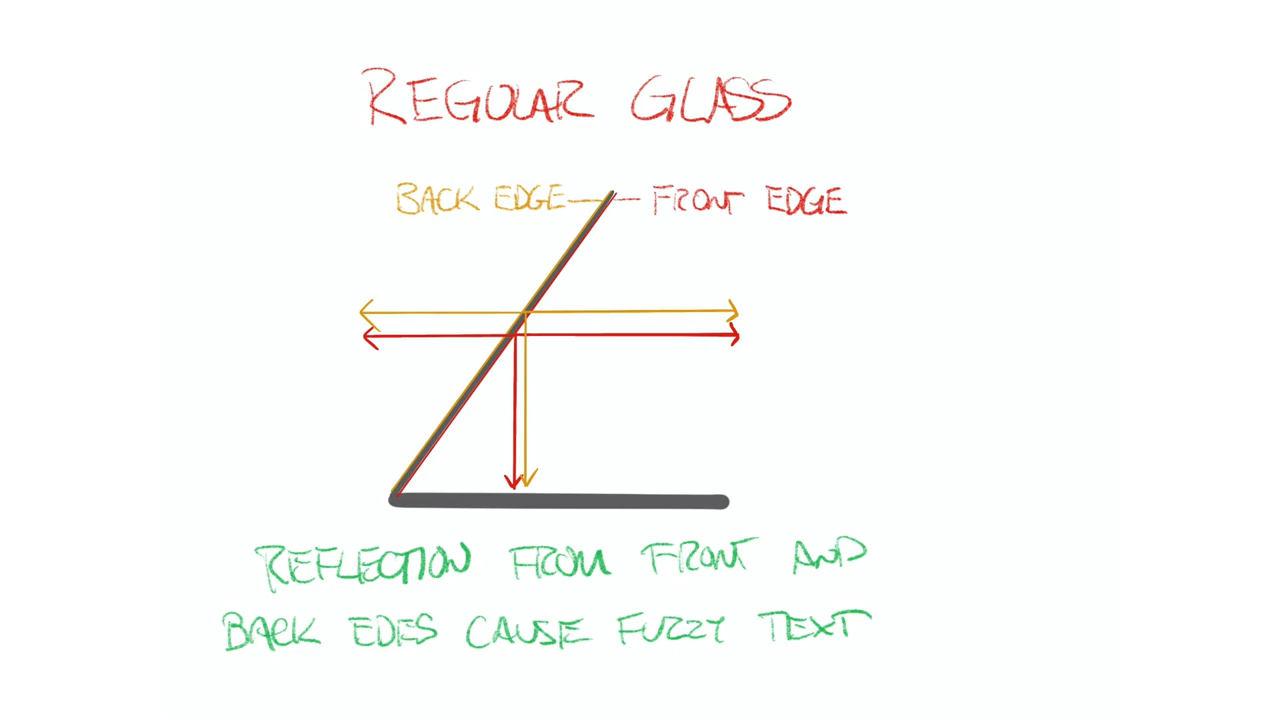 REGULAR GLASS
BACK EDGE
FRONT EDGE
REFLECTION FROM FRONT AND
BACK EDES CAUSE FUZZY TEXT